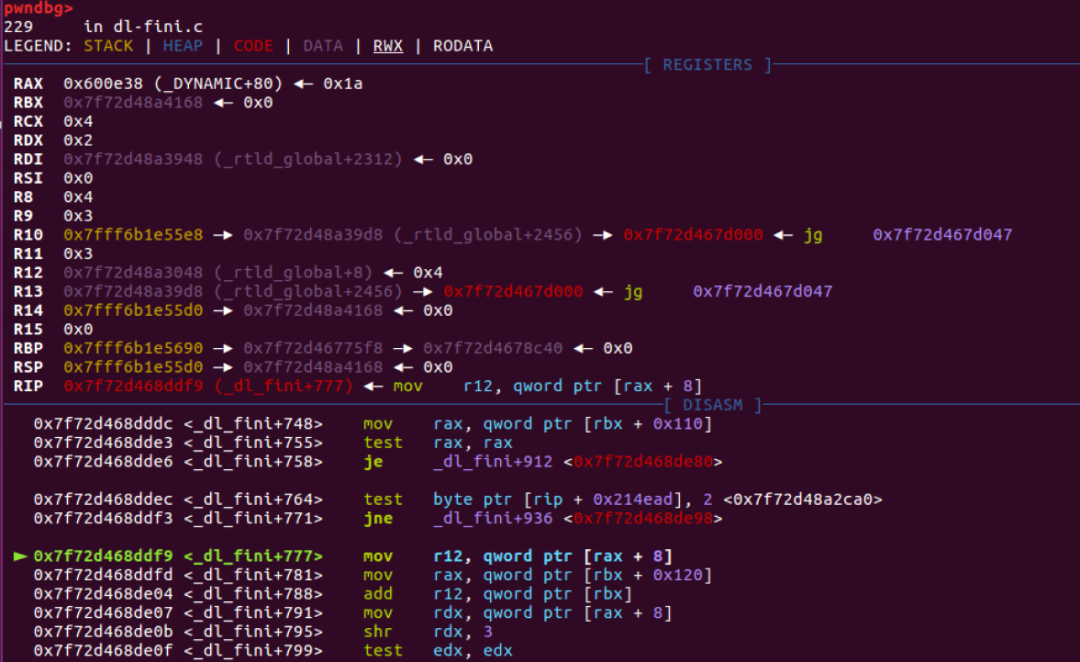 pwndbg>
229      in dl-fini.c
LEGEND: STACK | HEAP | CODE | DATA | RWX | RODATA
[ REGISTERS ]
RAX  0x600e38 (_DYNAMIC+80) ◂— 0x1a
RBX  0x7f72d48a4168 ◂— 0x0
RCX  0x4
RDX  0x2
RDI  0x7f72d48a3948 (_rtld_global+2312) ◂— 0x0
RSI  0x0
R8   0x4
R9   0x3
R10  0x7fff6b1e55e8 —▸ 0x7f72d48a39d8 (_rtld_global+2456) —▸ 0x7f72d467d000 ◂— jg     0x7f72d467d047
R11  0x3
R12  0x7f72d48a3048 (_rtld_global+8) ◂— 0x4
R13  0x7f72d48a39d8 (_rtld_global+2456) —▸ 0x7f72d467d000 ◂— jg     0x7f72d467d047
R14  0x7fff6b1e55d0 —▸ 0x7f72d48a4168 ◂— 0x0
R15  0x0
RBP  0x7fff6b1e5690 —▸ 0x7f72d46775f8 —▸ 0x7f72d4678c40 ◂— 0x0
RSP  0x7fff6b1e55d0 —▸ 0x7f72d48a4168 ◂— 0x0
RIP  0x7f72d468ddf9 (_dl_fini+777) ◂— mov    r12, qword ptr [rax + 8]
[ DISASM ]
0x7f72d468dddc <_dl_fini+748>    mov    rax, qword ptr [rbx + 0x110]
0x7f72d468dde3 <_dl_fini+755>    test   rax, rax
0x7f72d468dde6 <_dl_fini+758>    je     _dl_fini+912 <0x7f72d468de80>
0x7f72d468ddec <_dl_fini+764>    test   byte ptr [rip + 0x214ead], 2 <0x7f72d48a2ca0>
0x7f72d468ddf3 <_dl_fini+771>    jne    _dl_fini+936 <0x7f72d468de98>
► 0x7f72d468ddf9 <_dl_fini+777>    mov    r12, qword ptr [rax + 8]
0x7f72d468ddfd <_dl_fini+781>    mov    rax, qword ptr [rbx + 0x120]
0x7f72d468de04 <_dl_fini+788>    add    r12, qword ptr [rbx]
0x7f72d468de07 <_dl_fini+791>    mov    rdx, qword ptr [rax + 8]
0x7f72d468de0b <_dl_fini+795>    shr    rdx, 3
0x7f72d468de0f <_dl_fini+799>    test   edx, edx